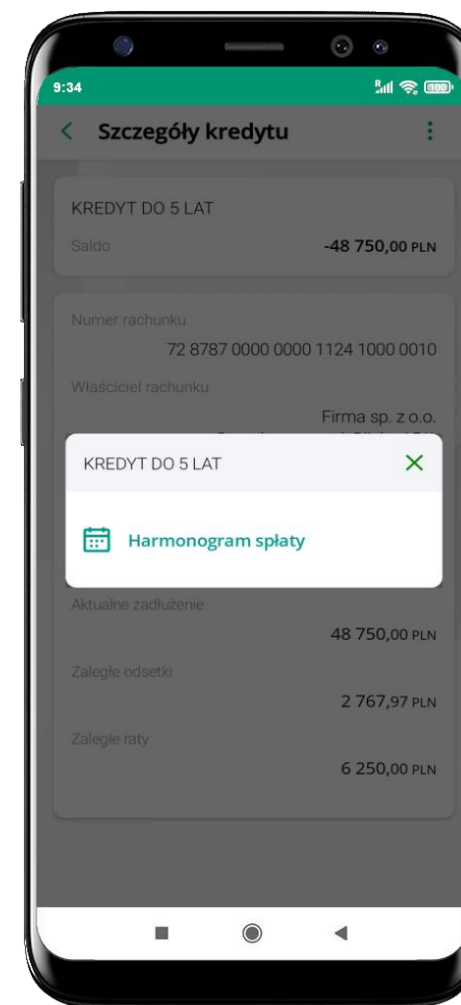 9:34
R
100
Szczegóły kredytu
KREDYT DO 5 LAT
Saldo -48 750,00 PLN
Numer rachunku
72 8787 0000 0000 1124 1000 0010
Właściciel rachunku
Firma sp. z o.o.
KREDYT DO 5 LAT
Harmonogram spłaty
Aktualne zadłużenie
48 750,00 PLN
Zaległe odsetki
2 767,97 PLN
Zaległe raty
6 250,00 PLN